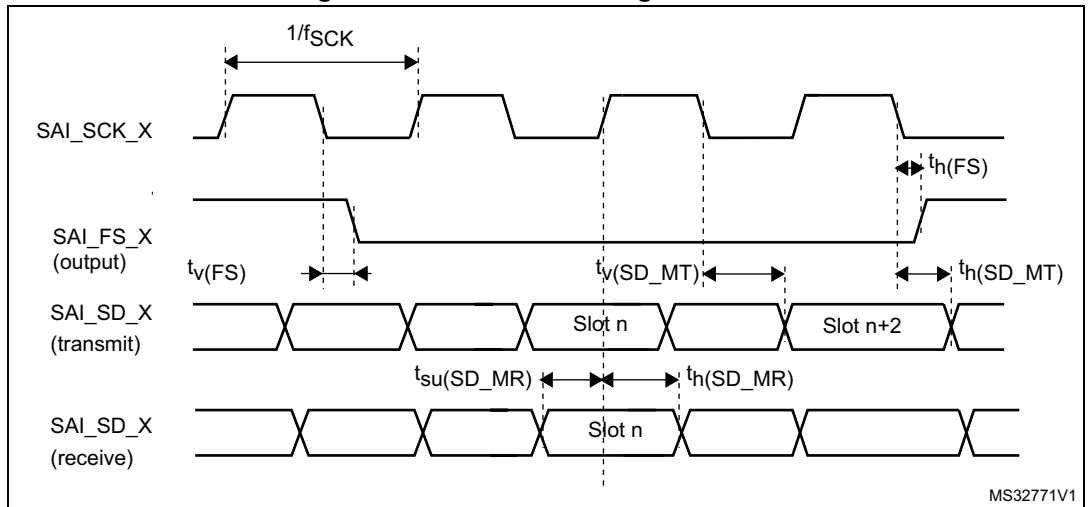 1/fSCK
SAI_SCK_X
th(FS)
SAI_FS_X
(output)
tv(FS)
tv(SD_MT)
th(SD_MT)
SAI_SD_X
(transmit)
Slot n
Slot n+2
tsu(SD_MR)
th(SD_MR)
SAI_SD_X
(receive)
Slot n
MS32771V1